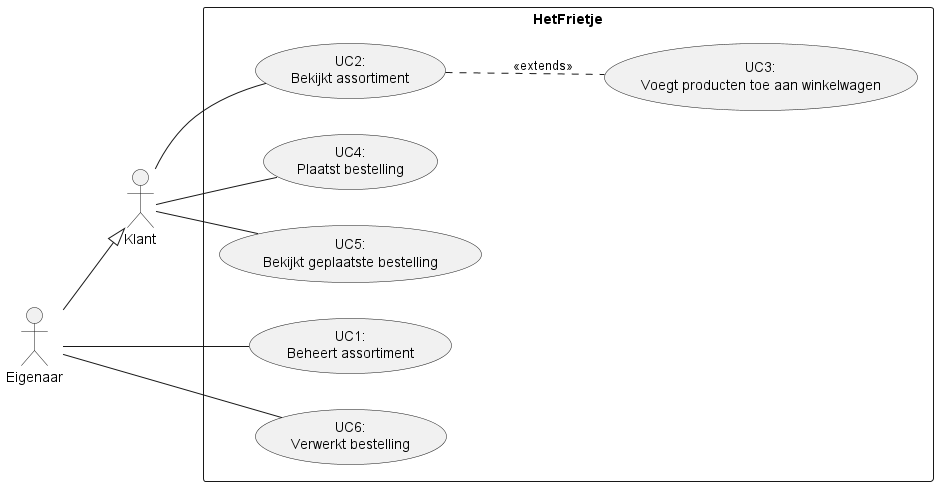 HetFrietje
UC2:
Bekijkt assortiment
«extends»
UC3:
Voegt producten toe aan winkelwagen
UC4:
Plaatst bestelling
Klant
UC5:
Bekijkt geplaatste bestelling
UC1:
Beheert assortiment
Eigenaar
UC6:
Verwerkt bestelling